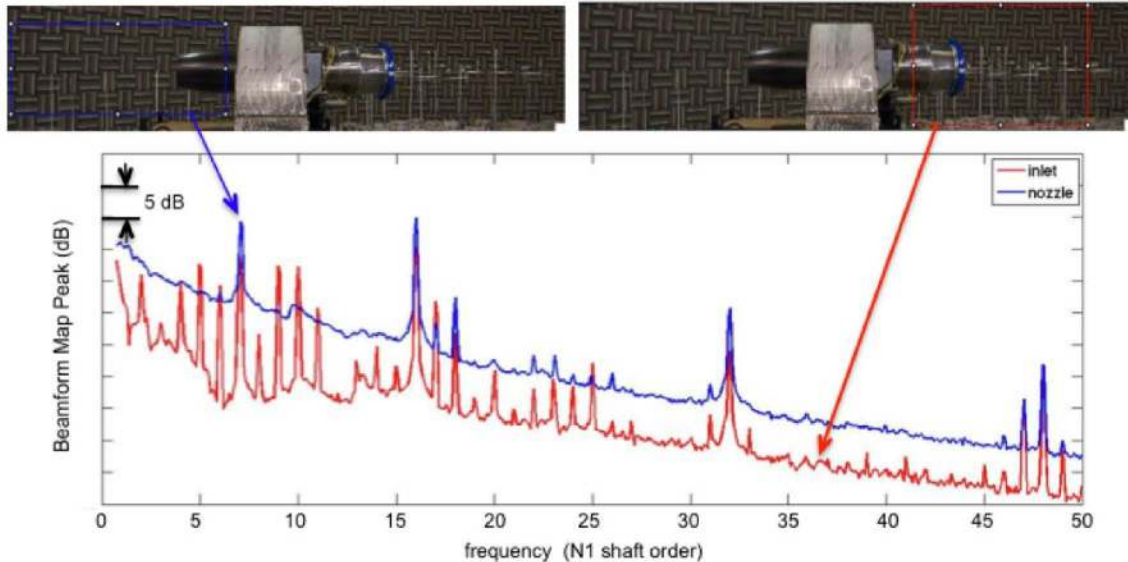 5 dB
inlet
nozzle
Beamform Map Peak (dB)
0 5 10 15 20 25 30 35 40 45 50
frequency (N1 shaft order)